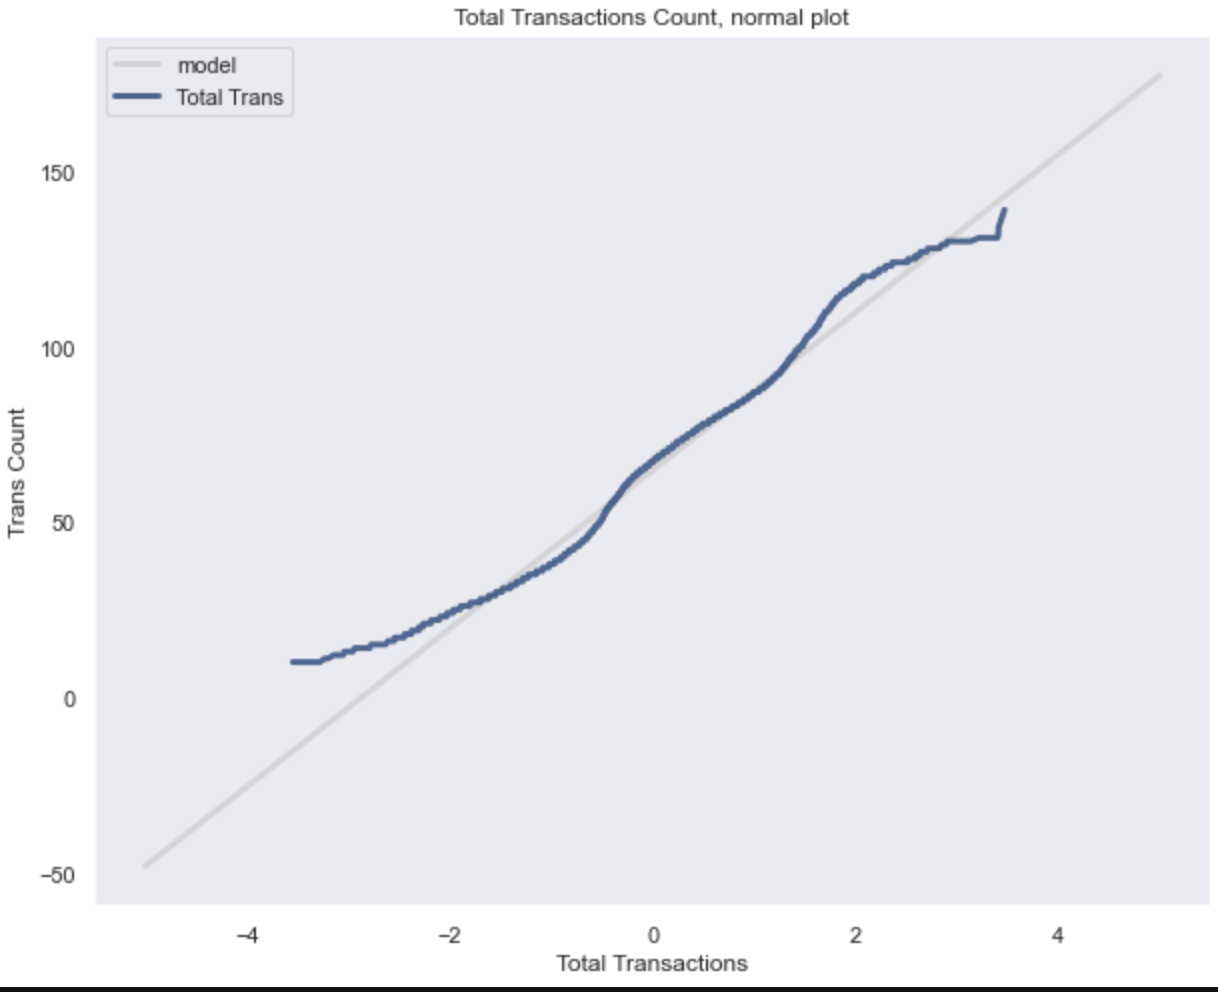 Total Transactions Count, normal plot
model
Total Trans
150
100
50
0
−50
Trans Count
−4 −2 0 2 4
Total Transactions